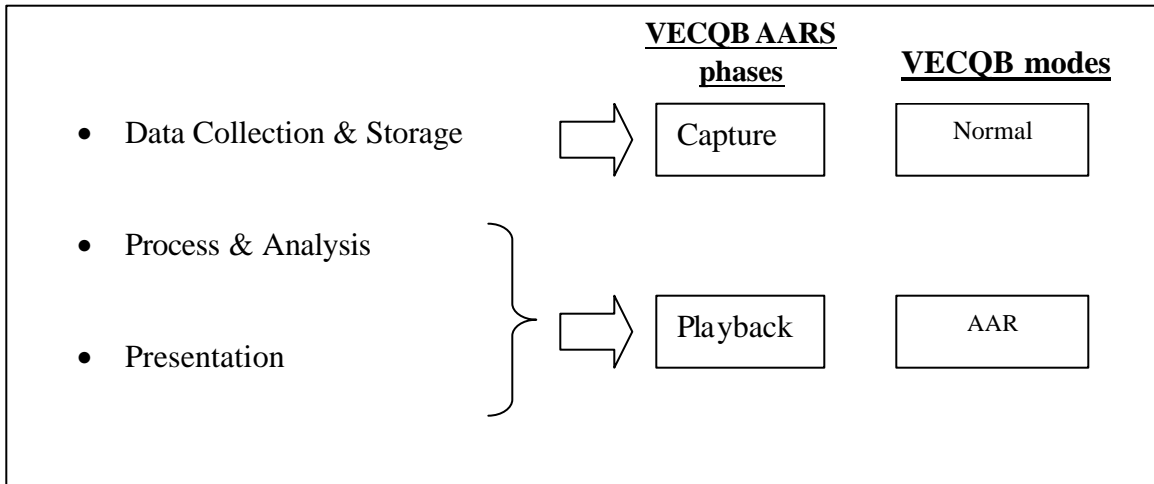 VECQB AARS
phases
VECQB modes
• Data Collection & Storage
Capture
Normal
• Process & Analysis
• Presentation
Playback
AAR